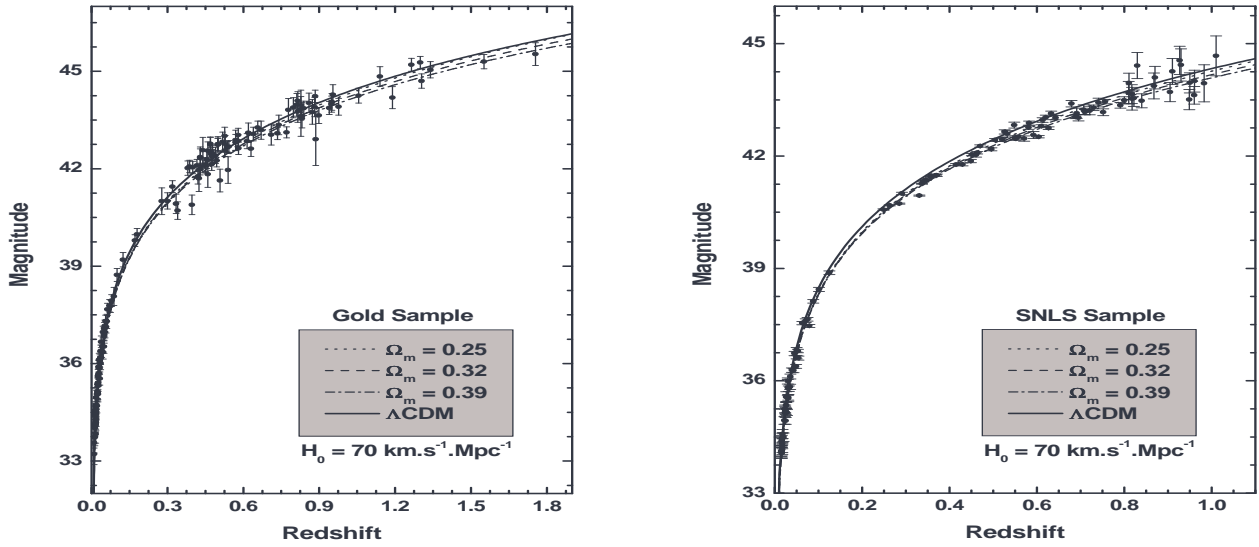 45
42
39
36
33
Magnitude
0.0 0.3 0.6 0.9 1.2 1.5 1.8
Redshift
Gold Sample
Ωm = 0.25
Ωm = 0.32
Ωm = 0.39
ΛCDM
H0 = 70 km.s-1.Mpc-1
45
42
39
36
33
Magnitude
0.0 0.2 0.4 0.6 0.8 1.0
Redshift
SNLS Sample
Ωm = 0.25
Ωm = 0.32
Ωm = 0.39
ΛCDM
H0 = 70 km.s-1.Mpc-1